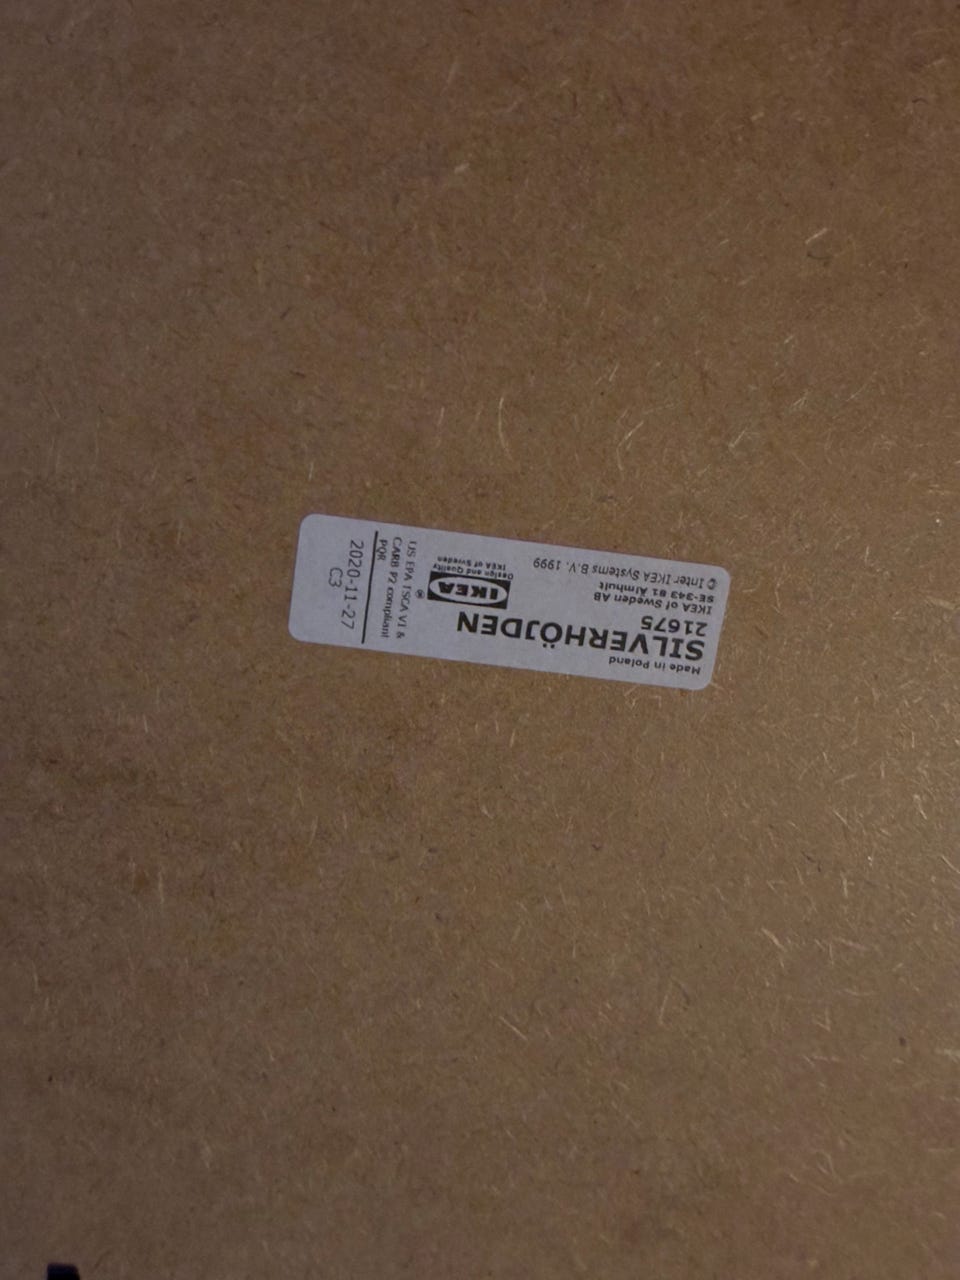 Made in Poland
SILVERHÖJDEN
21675
IKEA of Sweden AB
SE-343 81 Älmhult
© Inter IKEA Systems B.V. 1999
IKEA
®
Design and Quality
IKEA of Sweden
US EPA TSCA VI &
CARB P2 compliant
PQR
2020-11-27
C3